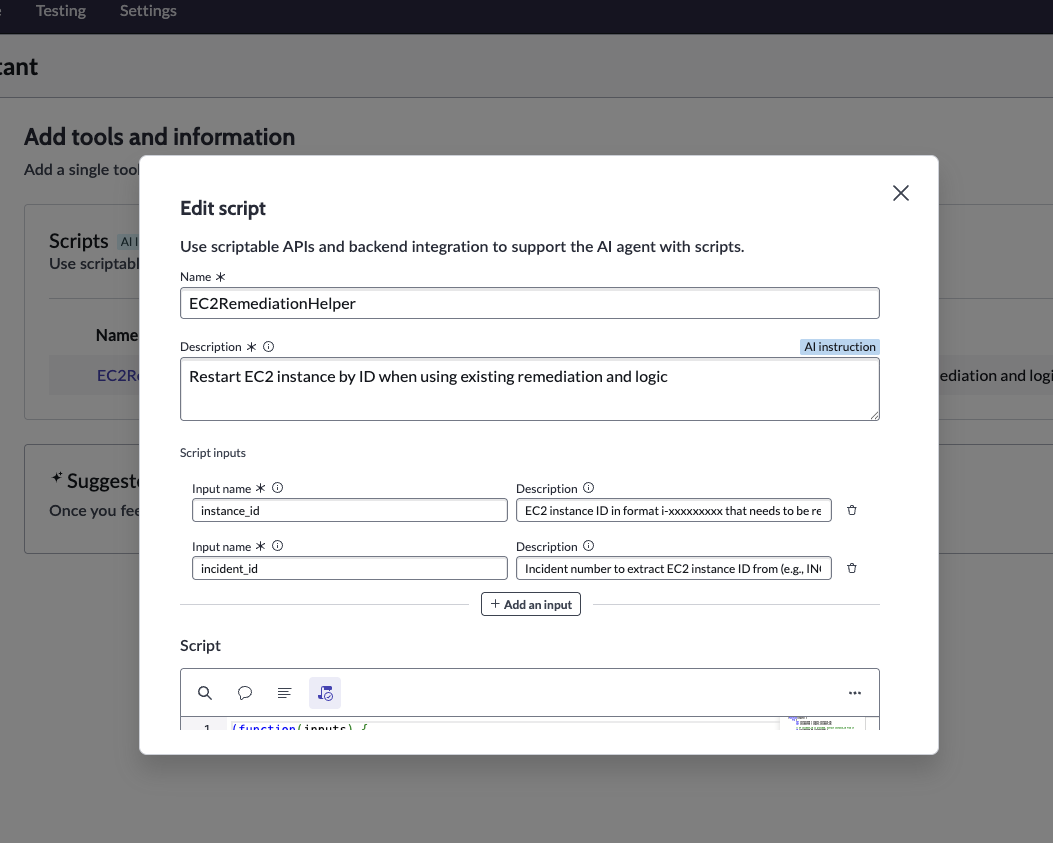 Testing Settings
tant
Add tools and information
Add a single tool
Scripts AI I
Use scriptabl
Name
EC2Re
ediation and logi
Suggeste
Once you fee
Edit script
Use scriptable APIs and backend integration to support the AI agent with scripts.
Name *
EC2RemediationHelper
Description * AI instruction
Restart EC2 instance by ID when using existing remediation and logic
Script inputs
Input name * Description
instance_id EC2 instance ID in format i-xxxxxxxxx that needs to be re
Input name * Description
incident_id Incident number to extract EC2 instance ID from (e.g., IN
+ Add an input
Script
1 (function(inputs) {